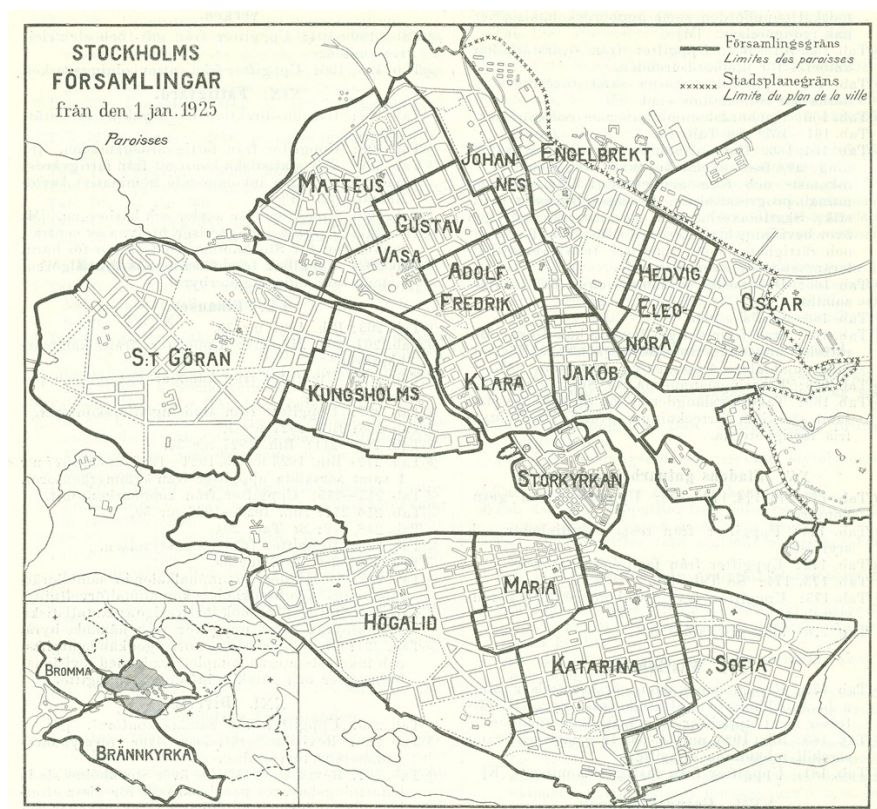 STOCKHOLMS
FÖRSAMLINGAR
från den 1 jan. 1925
Paroisses
Församlingsgräns
Limites des paroisses
Stadsplanegräns
Limite du plan de la ville
MATTEUS
JOHAN-
NES
ENGELBREKT
GUSTAV
VASA
ADOLF
FREDRIK
HEDVIG
ELEO-
NORA
OSCAR
S:T GÖRAN
KUNGSHOLMS
KLARA
JAKOB
STORKYRKAN
MARIA
HÖGALID
KATARINA
SOFIA
BROMMA
BRÄNNKYRKA